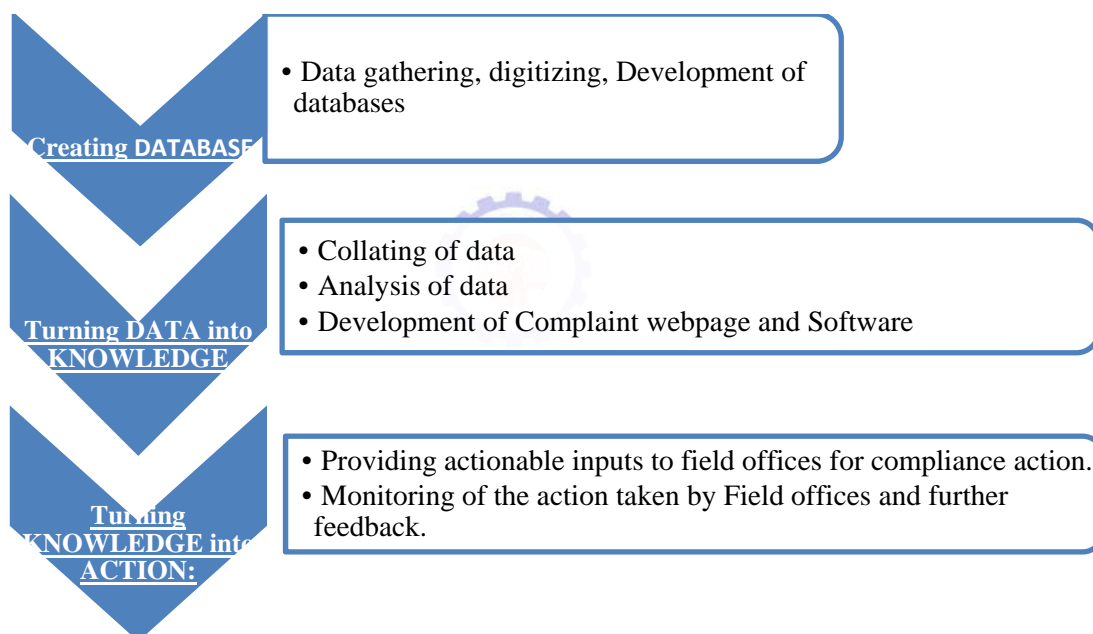 • Data gathering, digitizing, Development of
databases
Creating DATABASE
• Collating of data
• Analysis of data
• Development of Complaint webpage and Software
Turning DATA into
KNOWLEDGE
• Providing actionable inputs to field offices for compliance action.
• Monitoring of the action taken by Field offices and further
feedback.
Turning
KNOWLEDGE into
ACTION: